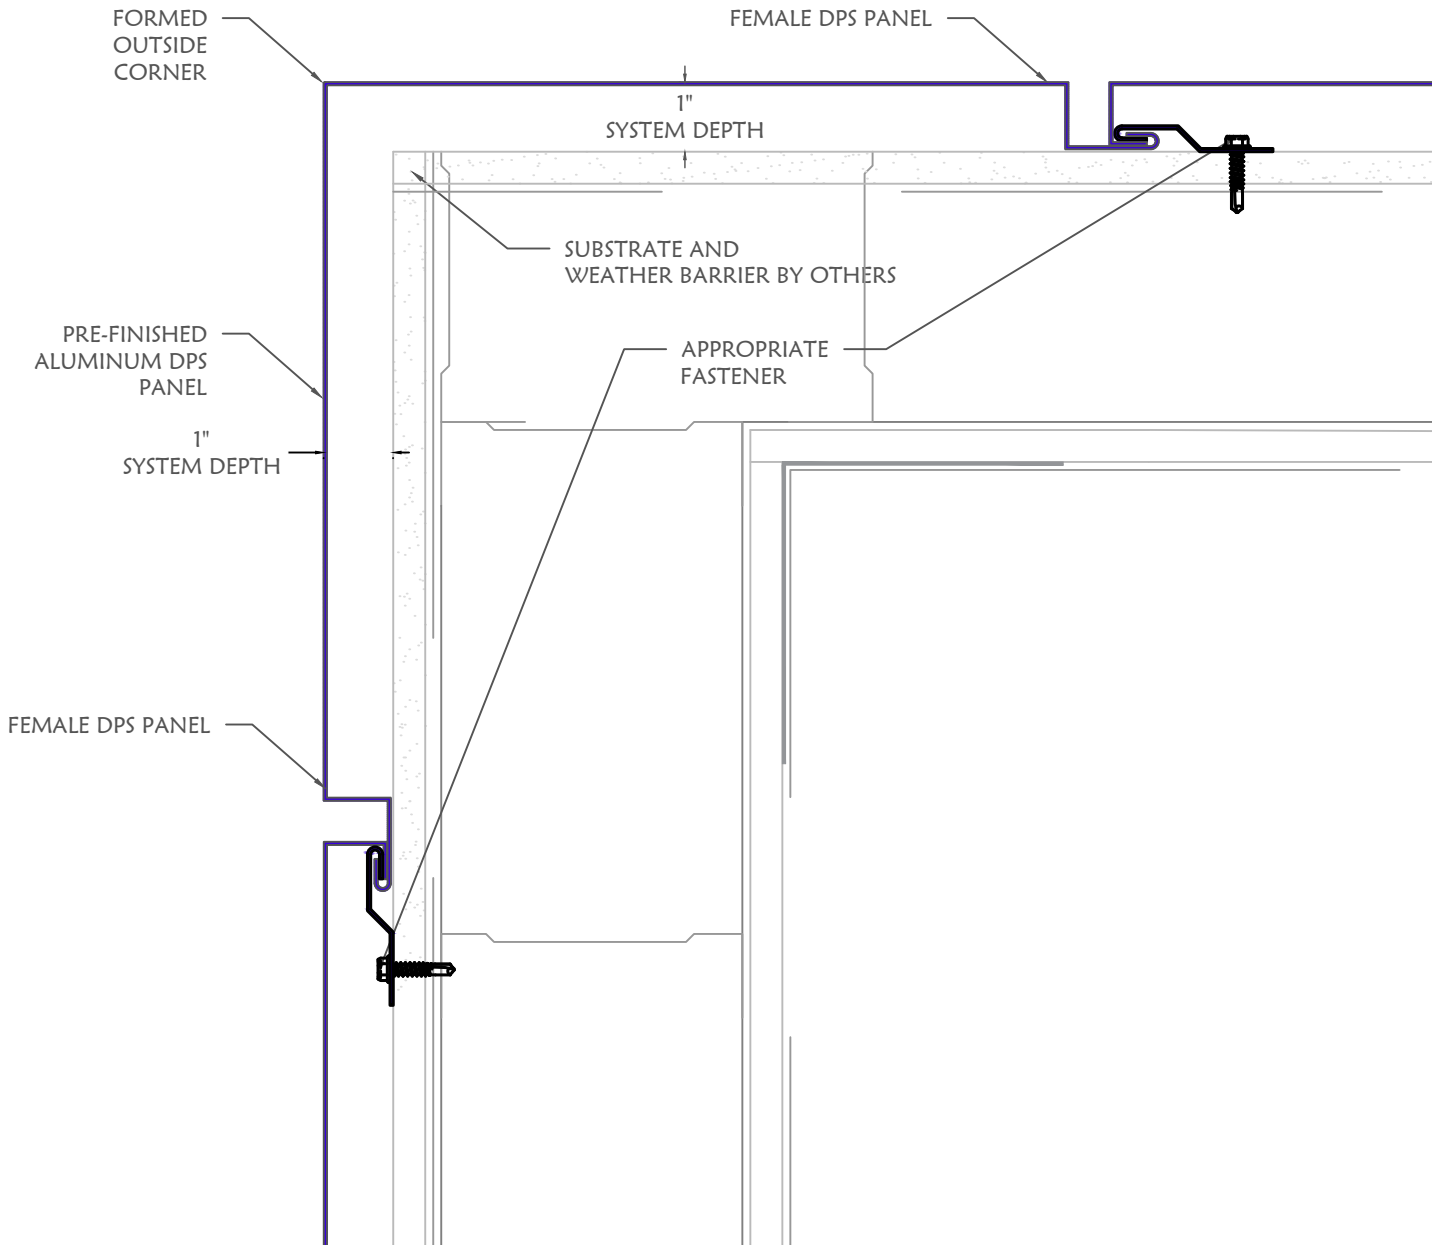 FORMED
OUTSIDE
CORNER
FEMALE DPS PANEL
1"
SYSTEM DEPTH
SUBSTRATE AND
WEATHER BARRIER BY OTHERS
PRE-FINISHED
ALUMINUM DPS
PANEL
APPROPRIATE
FASTENER
1"
SYSTEM DEPTH
FEMALE DPS PANEL